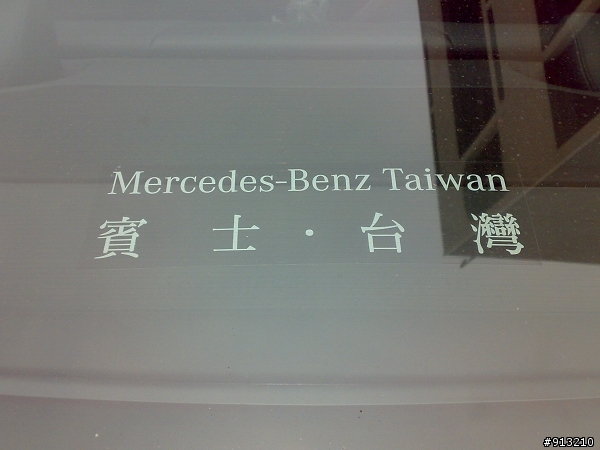 Mercedes-Benz Taiwan
賓士·台灣
#913210